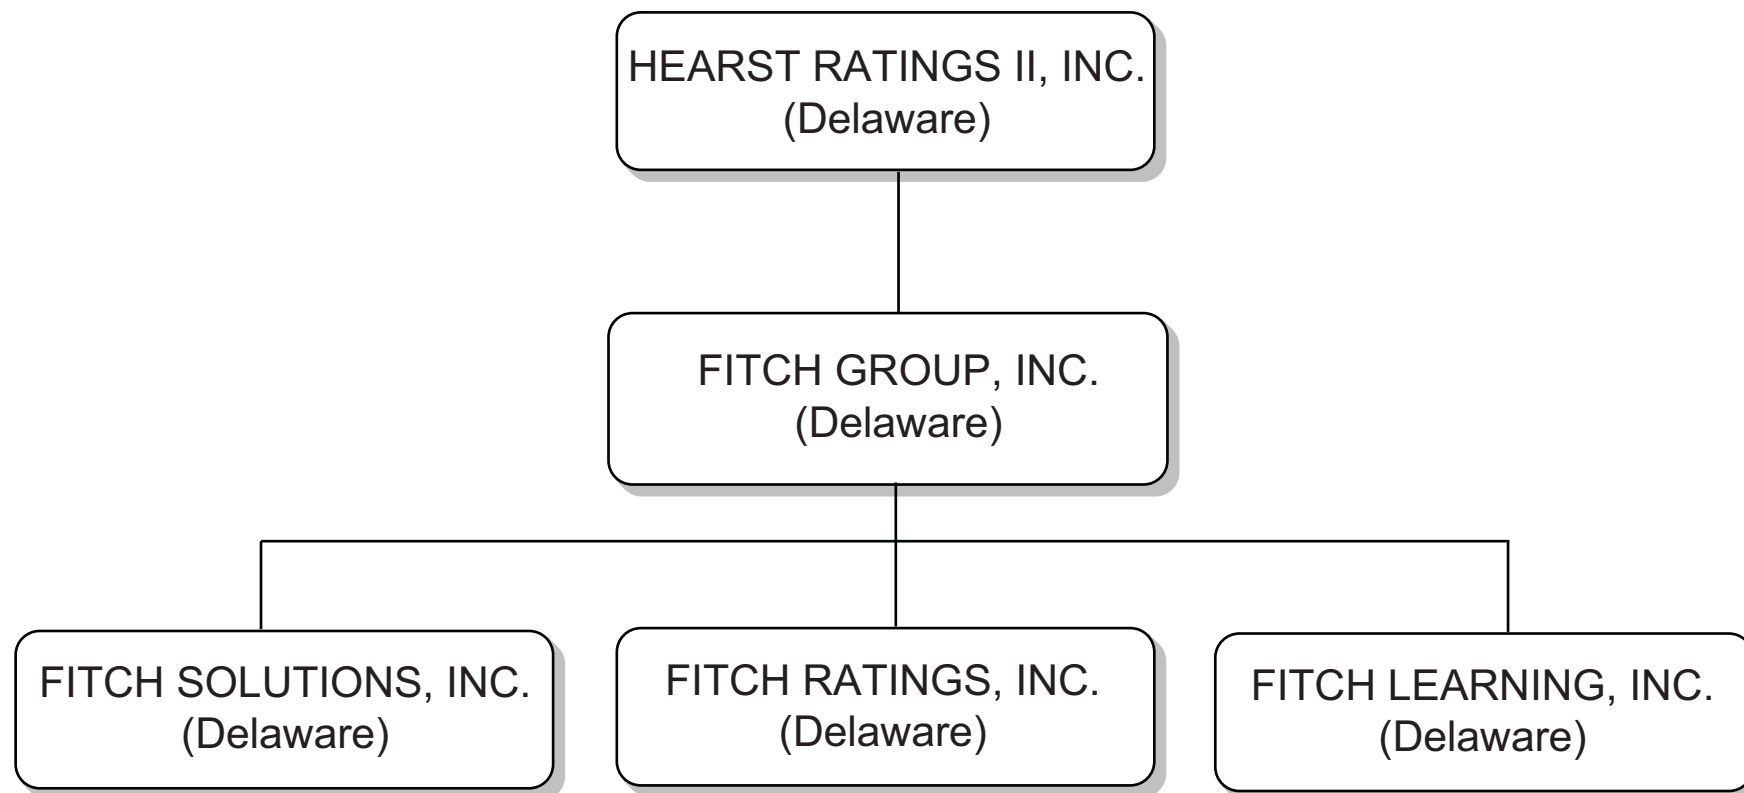 HEARST RATINGS II, INC.
(Delaware)
FITCH GROUP, INC.
(Delaware)
FITCH SOLUTIONS, INC.
(Delaware)
FITCH RATINGS, INC.
(Delaware)
FITCH LEARNING, INC.
(Delaware)